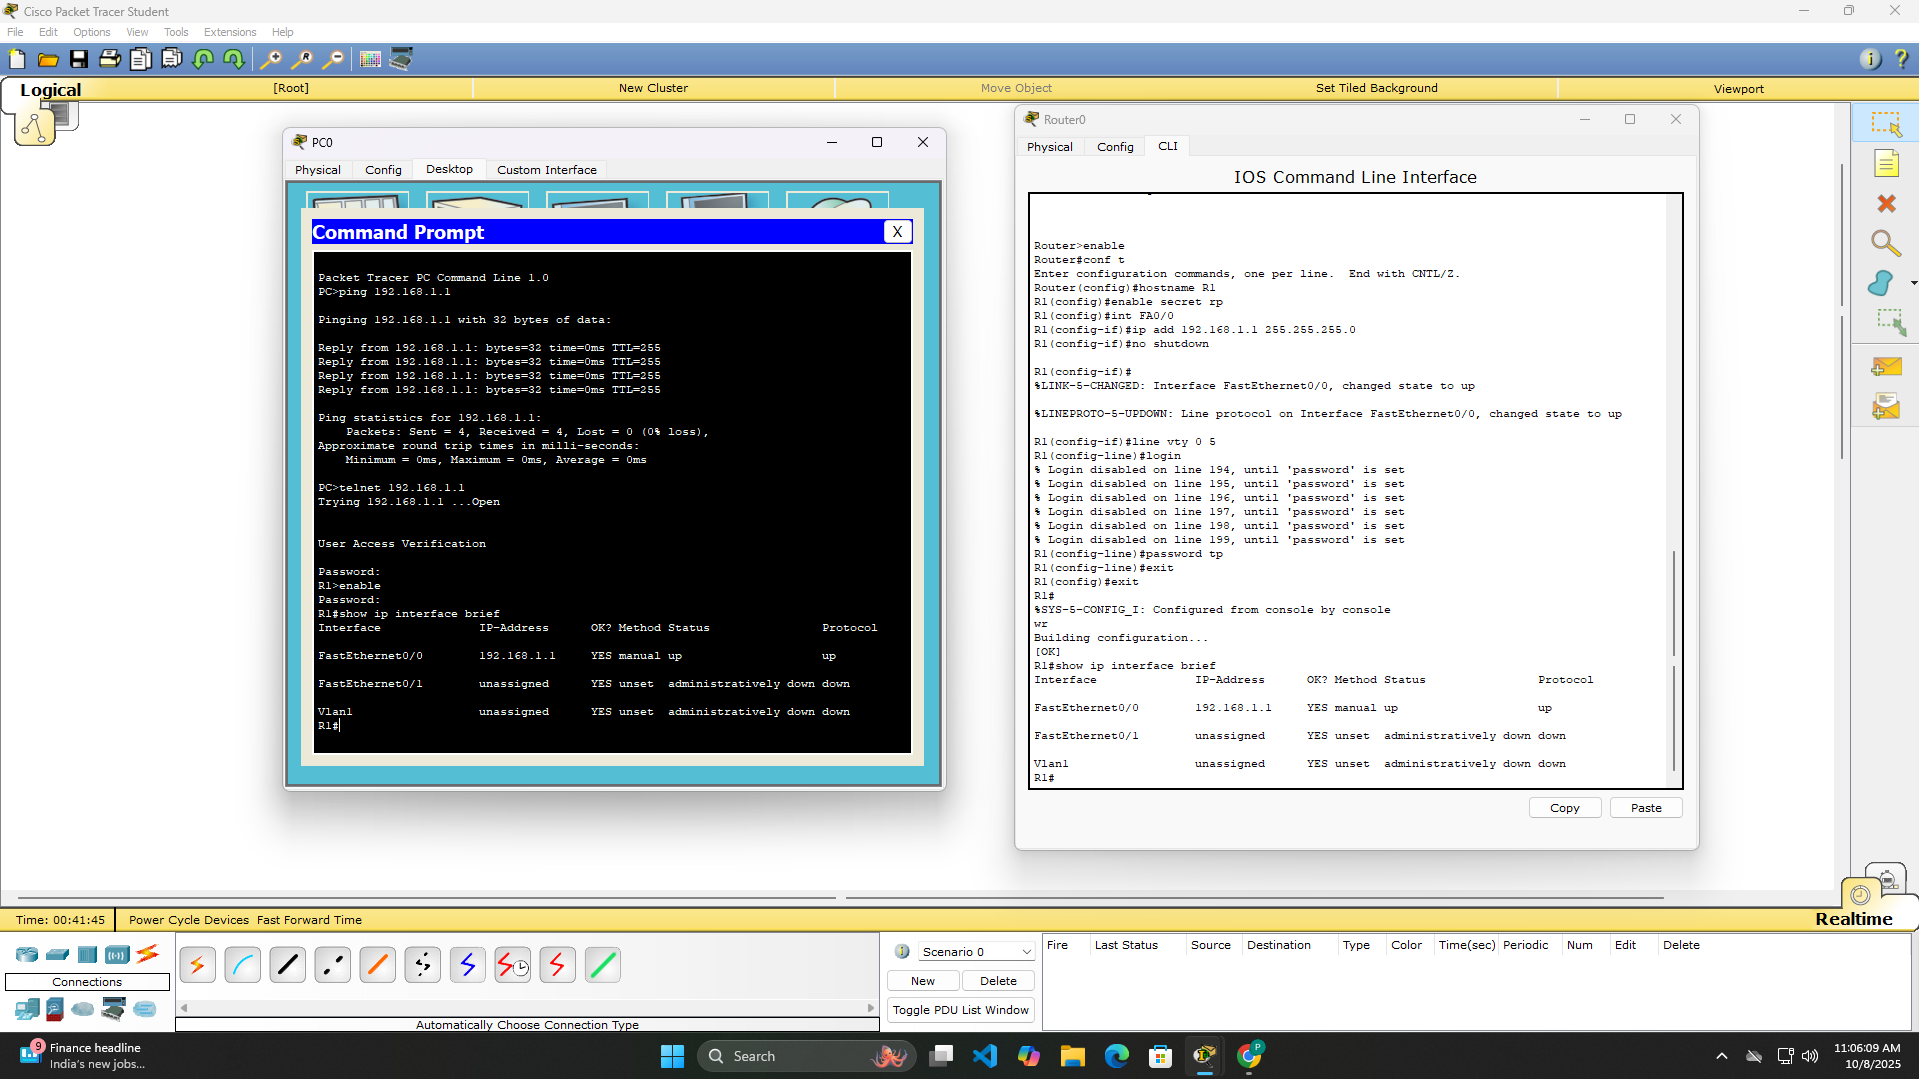 Cisco Packet Tracer Student
File Edit Options View Tools Extensions Help
Logical [Root] New Cluster Move Object Set Tiled Background Viewport
PC0
Physical Config Desktop Custom Interface
Command Prompt X
Packet Tracer PC Command Line 1.0
PC>ping 192.168.1.1
Pinging 192.168.1.1 with 32 bytes of data:
Reply from 192.168.1.1: bytes=32 time=0ms TTL=255
Reply from 192.168.1.1: bytes=32 time=0ms TTL=255
Reply from 192.168.1.1: bytes=32 time=0ms TTL=255
Reply from 192.168.1.1: bytes=32 time=0ms TTL=255
Ping statistics for 192.168.1.1:
Packets: Sent = 4, Received = 4, Lost = 0 (0% loss),
Approximate round trip times in milli-seconds:
Minimum = 0ms, Maximum = 0ms, Average = 0ms
PC>telnet 192.168.1.1
Trying 192.168.1.1 ...Open
User Access Verification
Password:
R1>enable
Password:
R1#show ip interface brief
Interface IP-Address OK? Method Status Protocol
FastEthernet0/0 192.168.1.1 YES manual up up
FastEthernet0/1 unassigned YES unset administratively down down
Vlan1 unassigned YES unset administratively down down
R1#
Router0
Physical Config CLI
IOS Command Line Interface
Router>enable
Router#conf t
Enter configuration commands, one per line. End with CNTL/Z.
Router(config)#hostname R1
R1(config)#enable secret rp
R1(config)#int FA0/0
R1(config-if)#ip add 192.168.1.1 255.255.255.0
R1(config-if)#no shutdown
R1(config-if)#
%LINK-5-CHANGED: Interface FastEthernet0/0, changed state to up
%LINEPROTO-5-UPDOWN: Line protocol on Interface FastEthernet0/0, changed state to up
R1(config-if)#line vty 0 5
R1(config-line)#login
% Login disabled on line 194, until 'password' is set
% Login disabled on line 195, until 'password' is set
% Login disabled on line 196, until 'password' is set
% Login disabled on line 197, until 'password' is set
% Login disabled on line 198, until 'password' is set
% Login disabled on line 199, until 'password' is set
R1(config-line)#password tp
R1(config-line)#exit
R1(config)#exit
R1#
%SYS-5-CONFIG_I: Configured from console by console
wr
Building configuration...
[OK]
R1#show ip interface brief
Interface IP-Address OK? Method Status Protocol
FastEthernet0/0 192.168.1.1 YES manual up up
FastEthernet0/1 unassigned YES unset administratively down down
Vlan1 unassigned YES unset administratively down down
R1#
Copy Paste
Time: 00:41:45 Power Cycle Devices Fast Forward Time Realtime
Connections
Automatically Choose Connection Type
Scenario 0
New Delete
Toggle PDU List Window
Fire Last Status Source Destination Type Color Time(sec) Periodic Num Edit Delete
9 Finance headline
India's new jobs...
Search
P
11:06:09 AM
10/8/2025